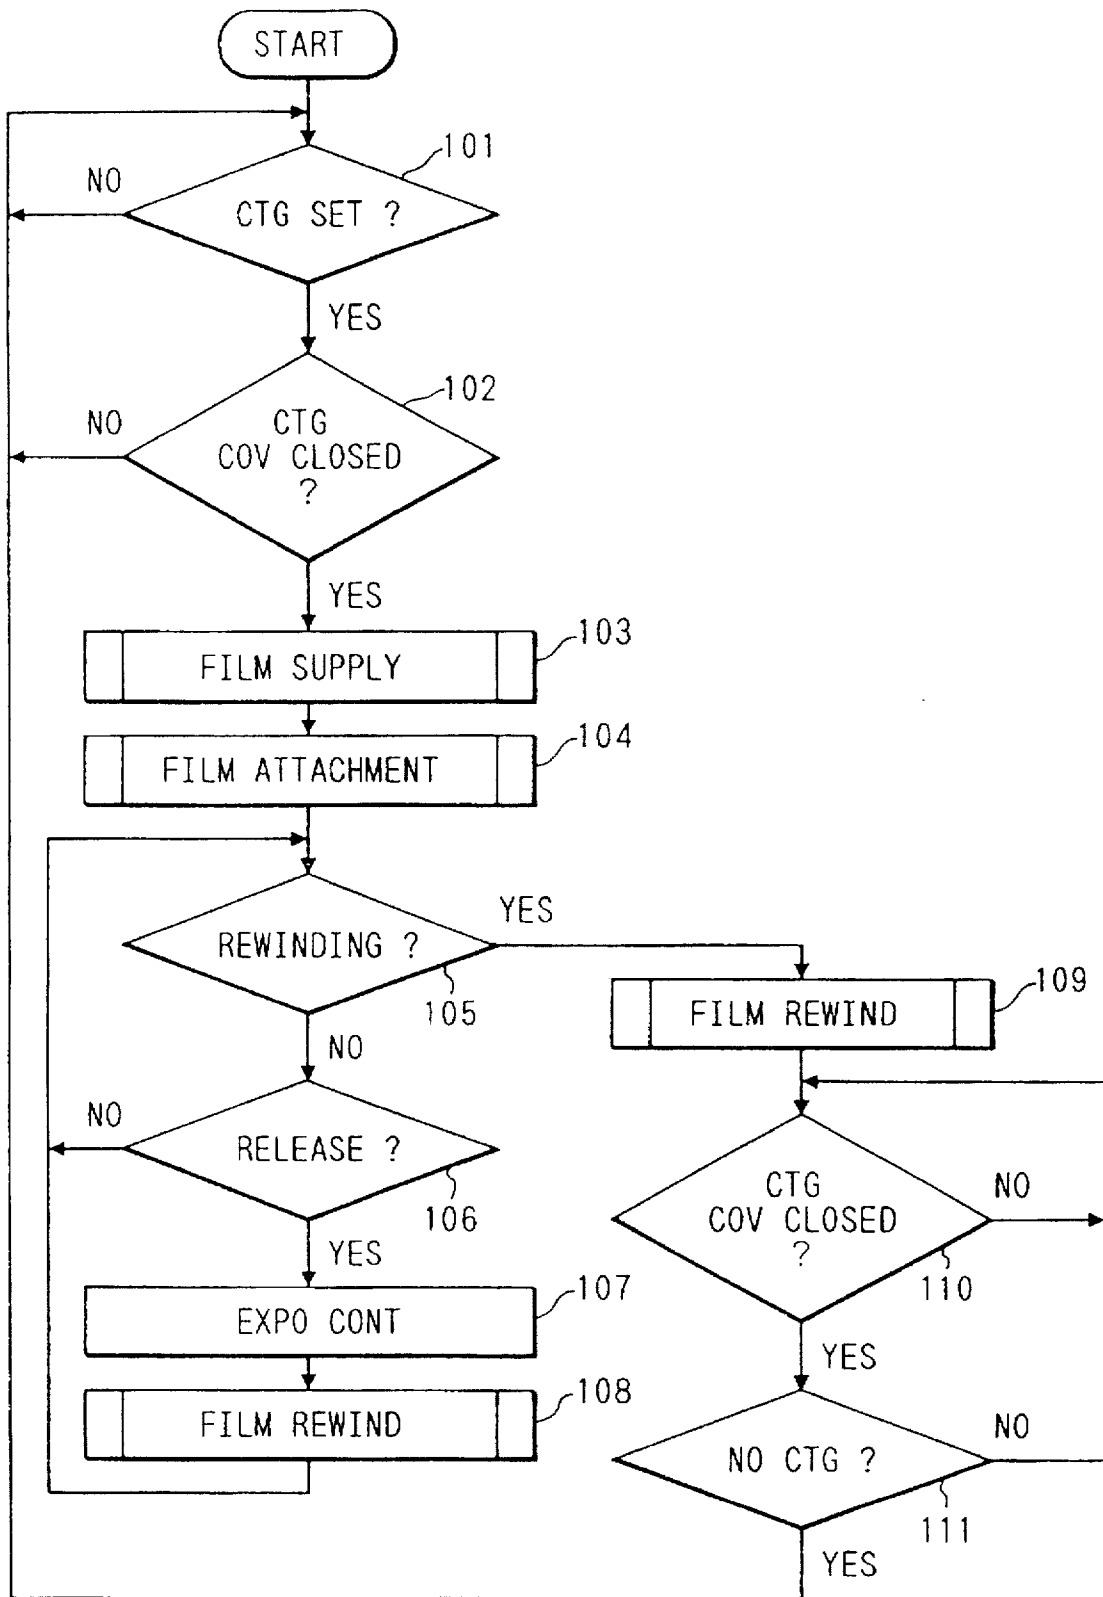 START
101
NO
CTG SET ?
YES
102
NO
CTG
COV CLOSED
?
YES
103
FILM SUPPLY
104
FILM ATTACHMENT
YES
REWINDING ?
105
109
FILM REWIND
NO
NO
RELEASE ?
106
CTG
COV CLOSED
?
NO
110
YES
107
EXPO CONT
YES
108
FILM REWIND
NO
NO CTG ?
111
YES